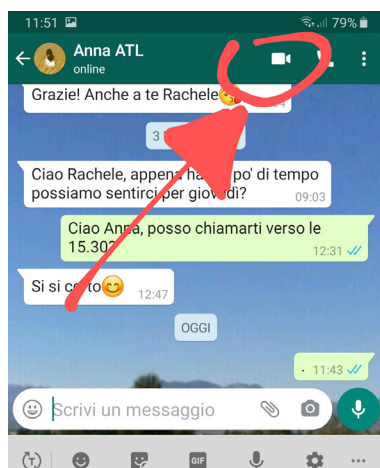 11:51 79%
Anna ATL
online
Grazie! Anche a te Rachele
3
Ciao Rachele, appena po' di tempo
possiamo sentirci per giovedì? 09:03
Ciao Anna, posso chiamarti verso le
15.30? 12:31
Si si certo 12:47
OGGI
. 11:43
Scrivi un messaggio
GIF